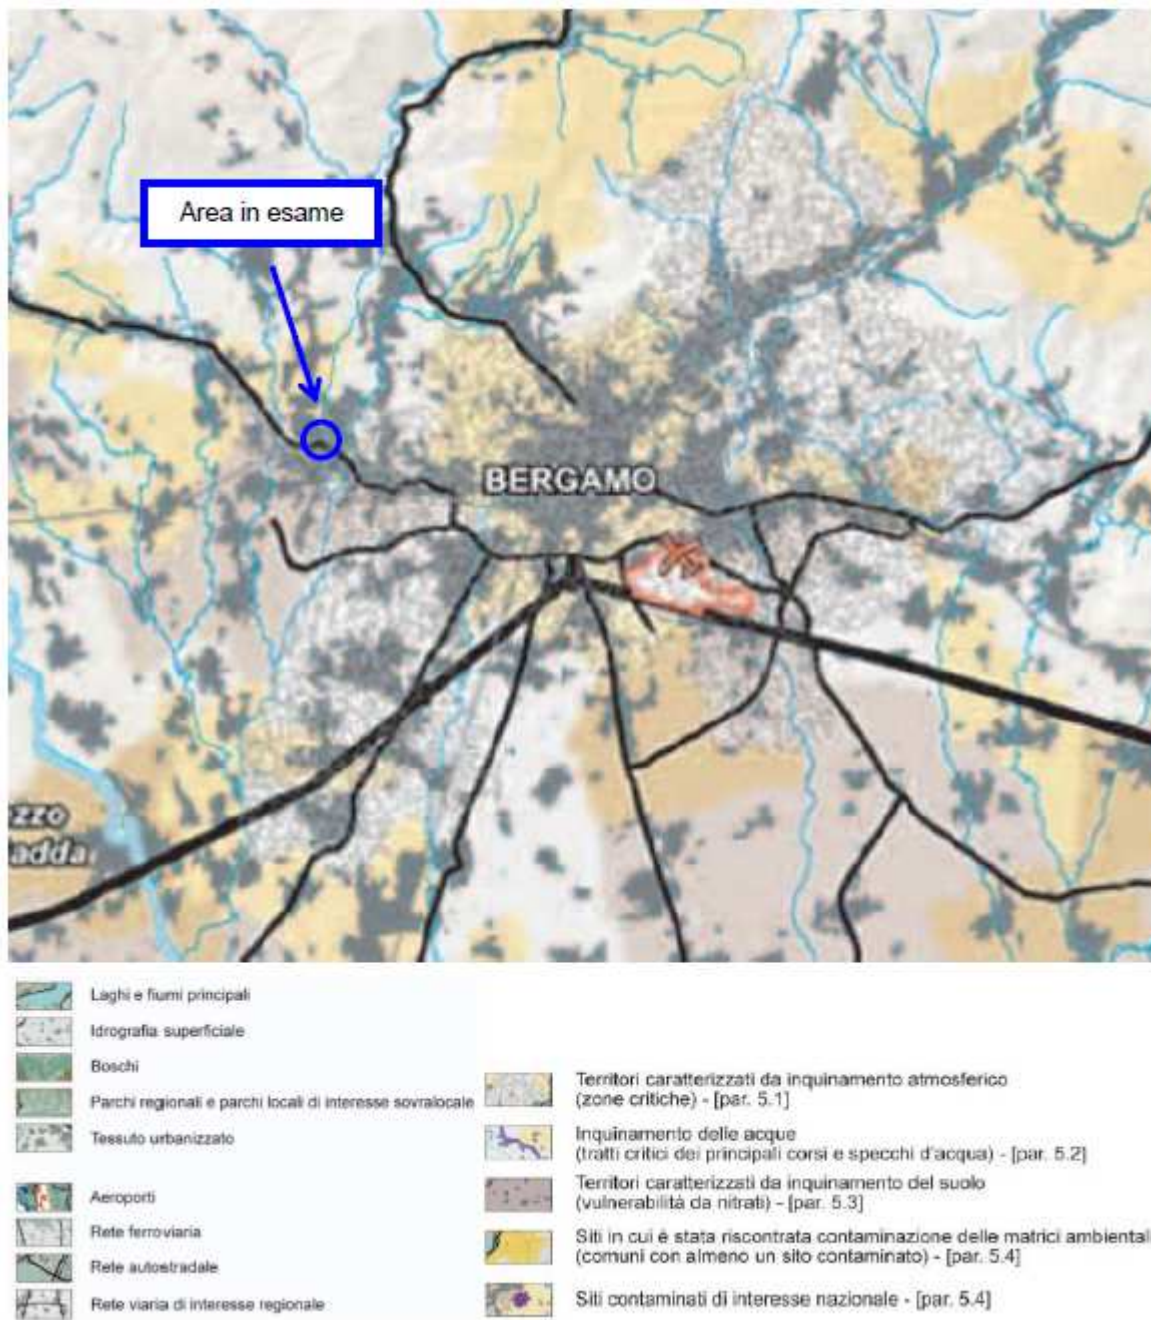 Area in esame
BERGAMO
zzo
adda
Laghi e fiumi principali
Idrografia superficiale
Boschi
Parchi regionali e parchi locali di interesse sovralocale
Tessuto urbanizzato
Aeroporti
Rete ferroviaria
Rete autostradale
Rete viaria di interesse regionale
Territori caratterizzati da inquinamento atmosferico
(zone critiche) - [par. 5.1]
Inquinamento delle acque
(tratti critici dei principali corsi e specchi d'acqua) - [par. 5.2]
Territori caratterizzati da inquinamento del suolo
(vulnerabilità da nitrati) - [par. 5.3]
Siti in cui è stata riscontrata contaminazione delle matrici ambiental
(comuni con almeno un sito contaminato) - [par. 5.4]
Siti contaminati di interesse nazionale - [par. 5.4]